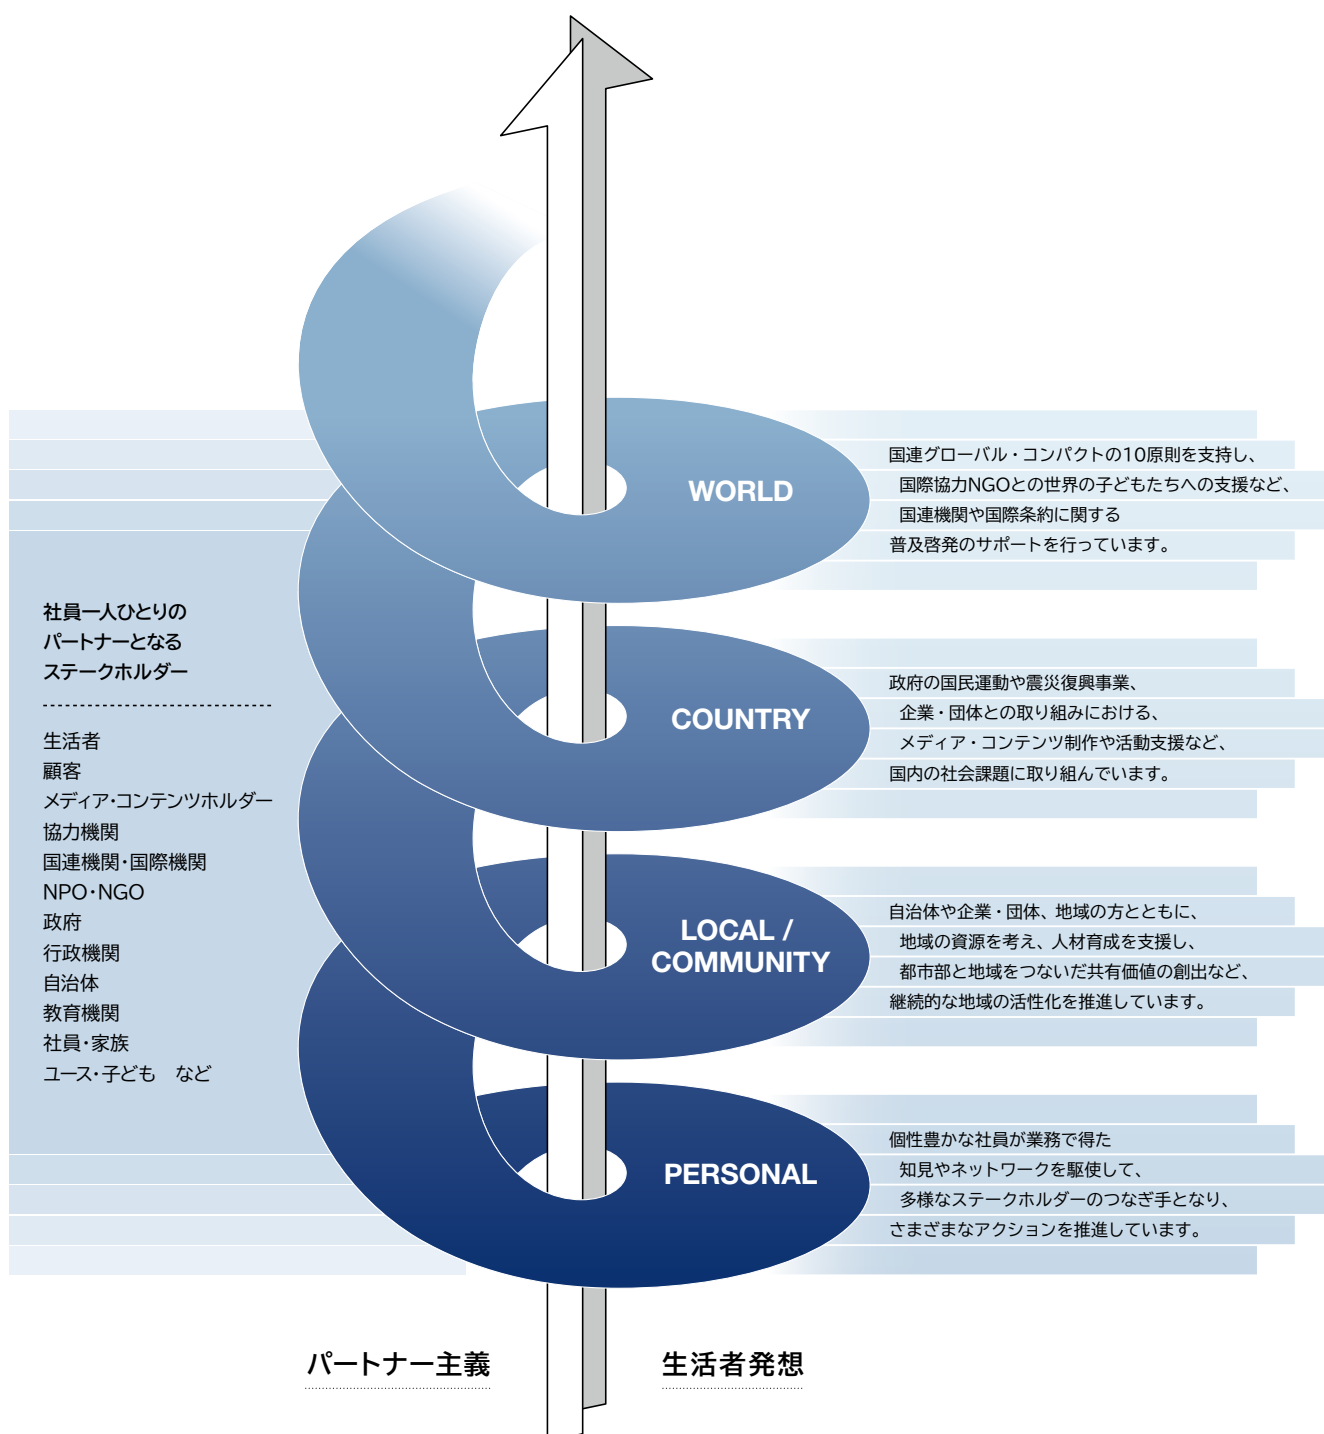 WORLD
国連グローバル・コンパクトの10原則を支持し、
国際協力NGOとの世界の子どもたちへの支援など、
国連機関や国際条約に関する
普及啓発のサポートを行っています。
社員一人ひとりの
パートナーとなる
ステークホルダー
生活者
顧客
メディア・コンテンツホルダー
協力機関
国連機関・国際機関
NPO・NGO
政府
行政機関
自治体
教育機関
社員・家族
ユース・子ども　など
COUNTRY
政府の国民運動や震災復興事業、
企業・団体との取り組みにおける、
メディア・コンテンツ制作や活動支援など、
国内の社会課題に取り組んでいます。
LOCAL /
COMMUNITY
自治体や企業・団体、地域の方とともに、
地域の資源を考え、人材育成を支援し、
都市部と地域をつないだ共有価値の創出など、
継続的な地域の活性化を推進しています。
PERSONAL
個性豊かな社員が業務で得た
知見やネットワークを駆使して、
多様なステークホルダーのつなぎ手となり、
さまざまなアクションを推進しています。
パートナー主義
生活者発想